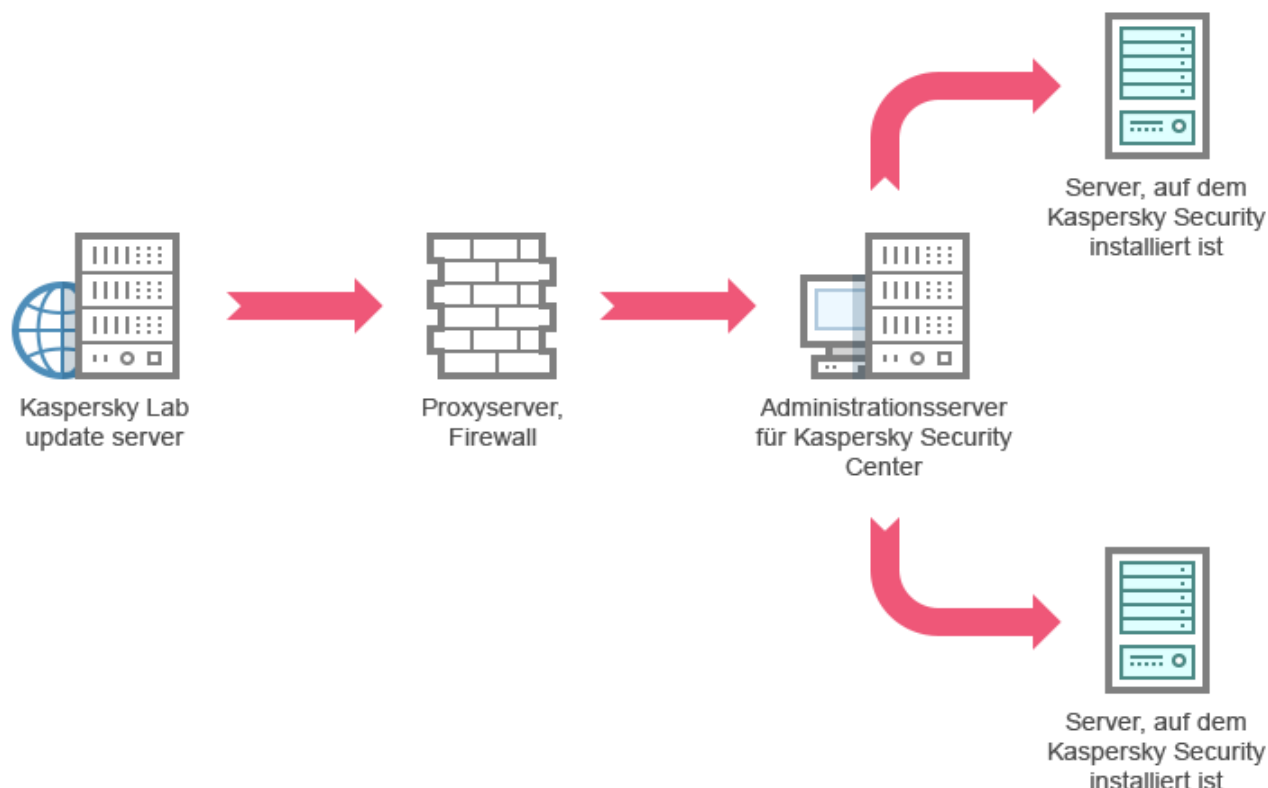 Server, auf dem
Kaspersky Security
installiert ist
Kaspersky Lab
update server
Proxyserver,
Firewall
Administrationsserver
für Kaspersky Security
Center
Server, auf dem
Kaspersky Security
installiert ist